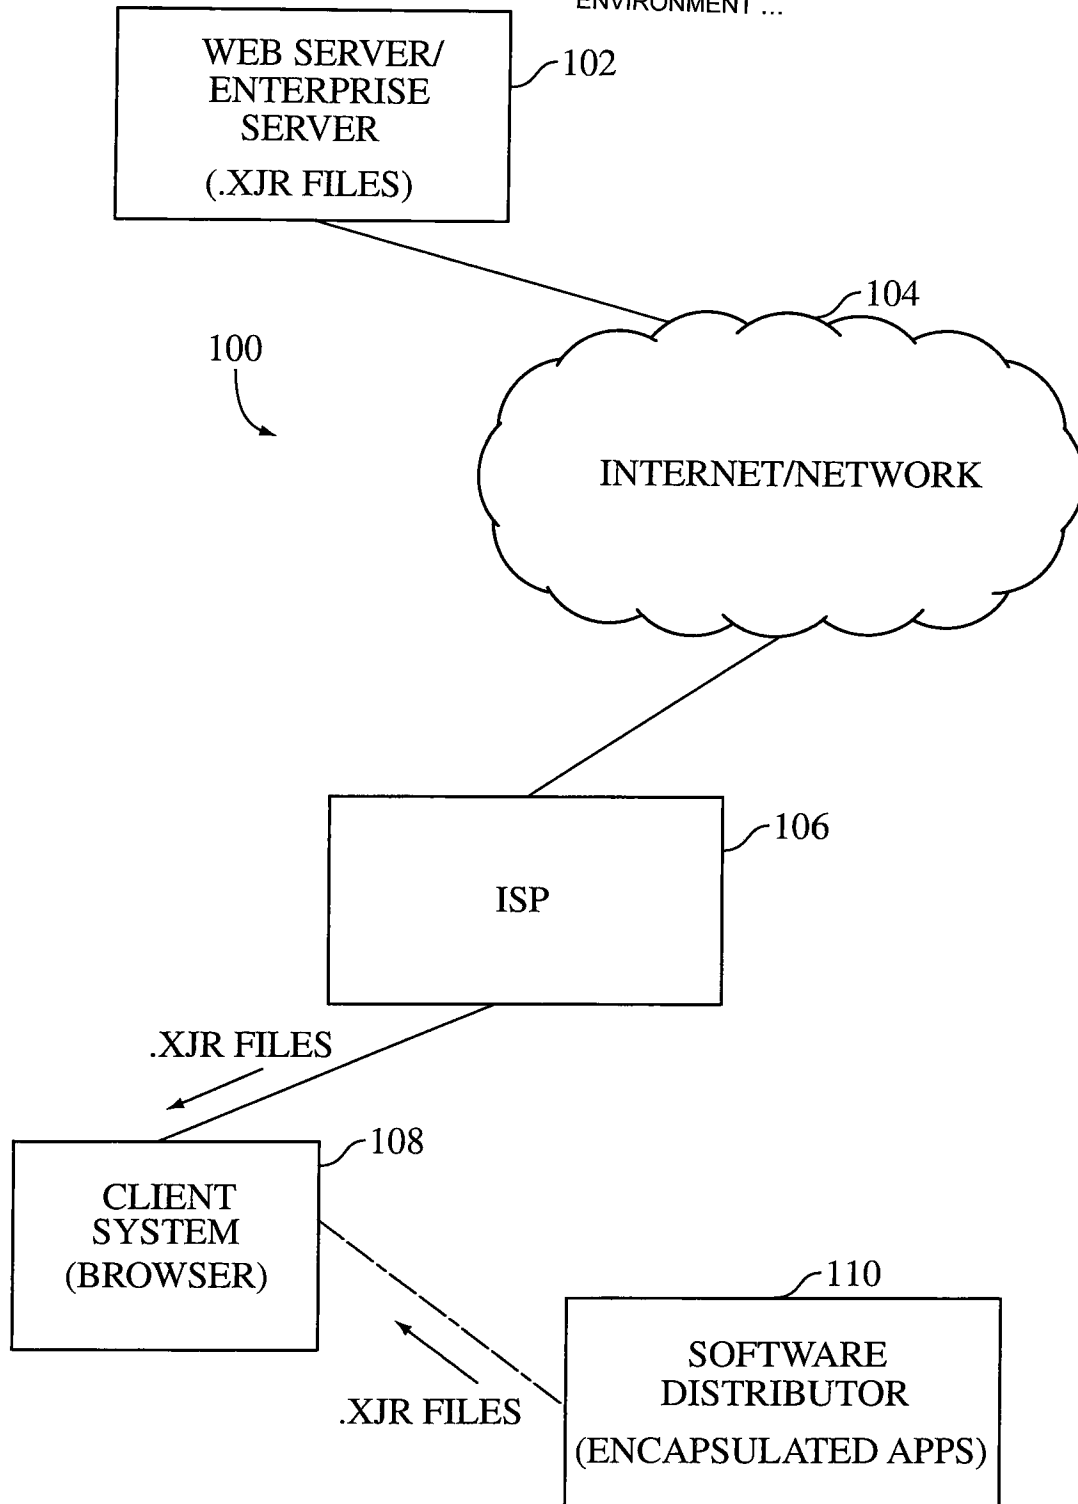 ENVIRONMENT ...
WEB SERVER/
ENTERPRISE
SERVER
(.XJR FILES)
102
104
100
INTERNET/NETWORK
106
ISP
.XJR FILES
108
CLIENT
SYSTEM
(BROWSER)
110
SOFTWARE
DISTRIBUTOR
(ENCAPSULATED APPS)
.XJR FILES